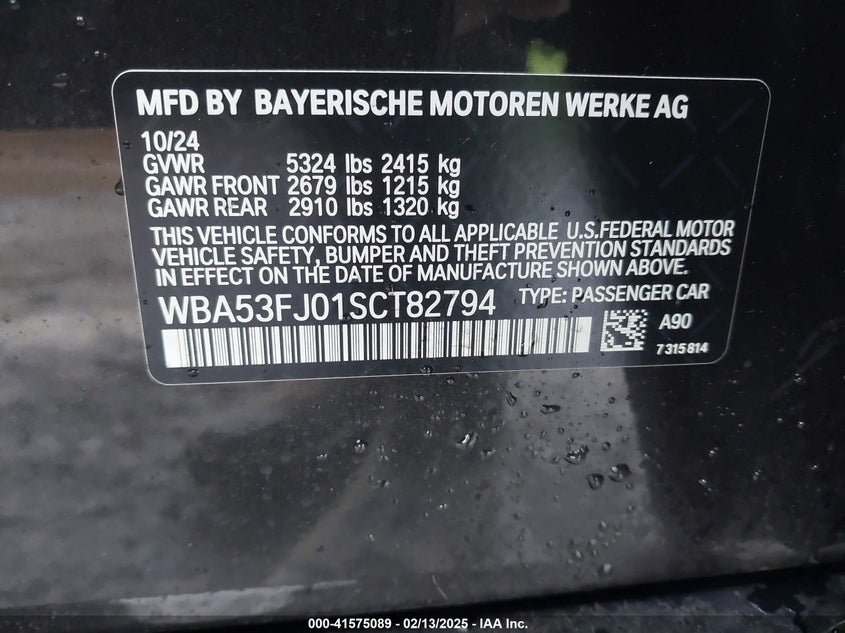 MFD BY BAYERISCHE MOTOREN WERKE AG
10/24
GVWR 5324 lbs 2415 kg
GAWR FRONT 2679 lbs 1215 kg
GAWR REAR 2910 lbs 1320 kg
THIS VEHICLE CONFORMS TO ALL APPLICABLE U.S.FEDERAL MOTOR
VEHICLE SAFETY, BUMPER AND THEFT PREVENTION STANDARDS
IN EFFECT ON THE DATE OF MANUFACTURE SHOWN ABOVE.
WBA53FJ01SCT82794 TYPE: PASSENGER CAR
A90
7315814
000-41575089 - 02/13/2025 - IAA Inc.